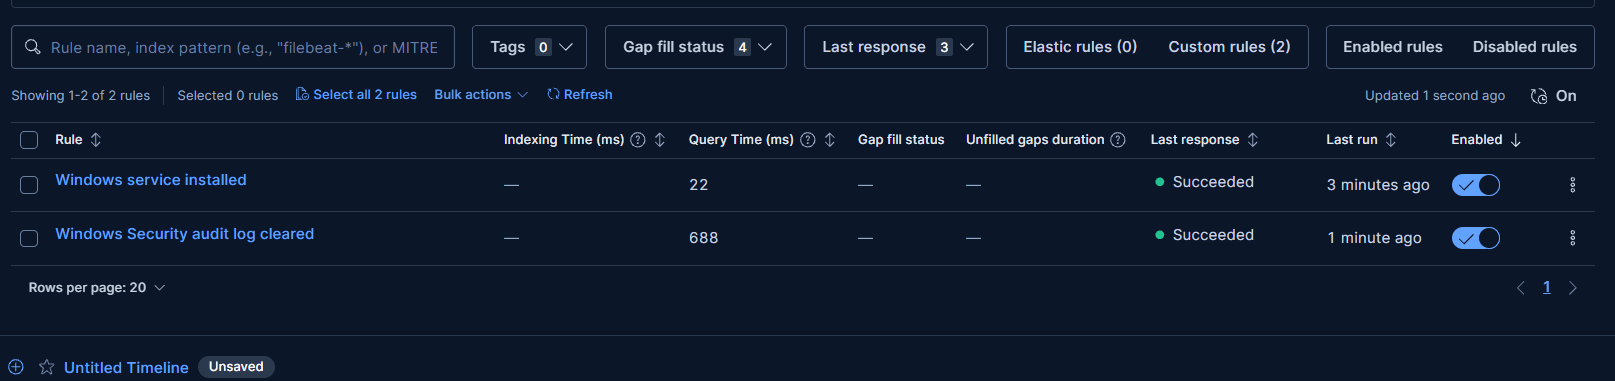 Rule name, index pattern (e.g., "filebeat-*"), or MITRE
Tags 0
Gap fill status 4
Last response 3
Elastic rules (0) Custom rules (2)
Enabled rules Disabled rules
Showing 1-2 of 2 rules Selected 0 rules Select all 2 rules Bulk actions Refresh Updated 1 second ago On
Rule Indexing Time (ms) ? Query Time (ms) ? Gap fill status Unfilled gaps duration ? Last response Last run Enabled
Windows service installed — 22 — — Succeeded 3 minutes ago
Windows Security audit log cleared — 688 — — Succeeded 1 minute ago
Rows per page: 20 1
Untitled Timeline Unsaved